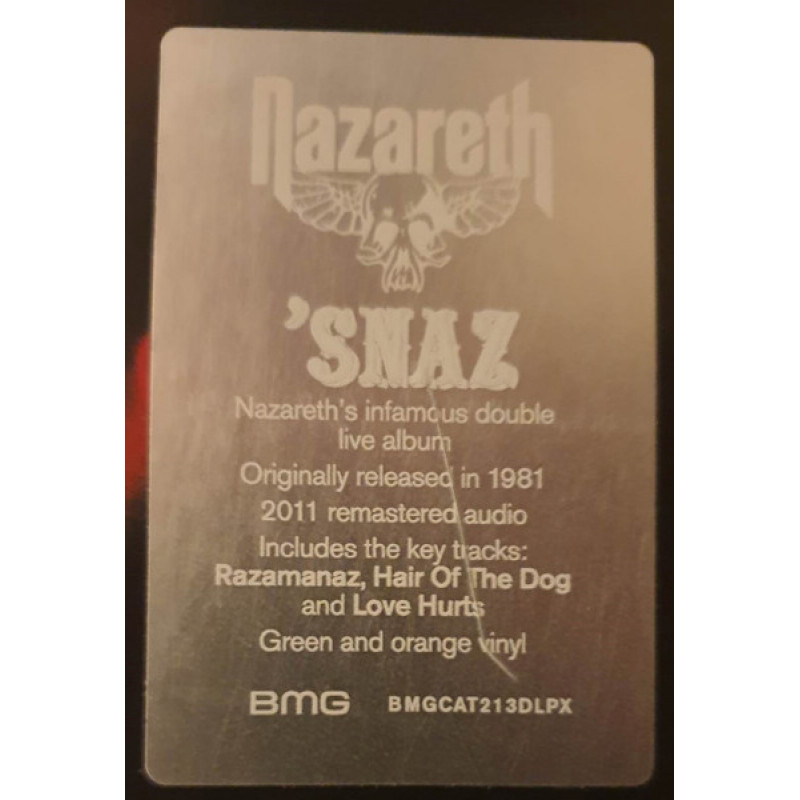 Nazareth
'SNAZ
Nazareth's infamous double
live album
Originally released in 1981
2011 remastered audio
Includes the key tracks:
Razamanaz, Hair Of The Dog
and Love Hurts
Green and orange vinyl
BMG BMGCAT213DLPX